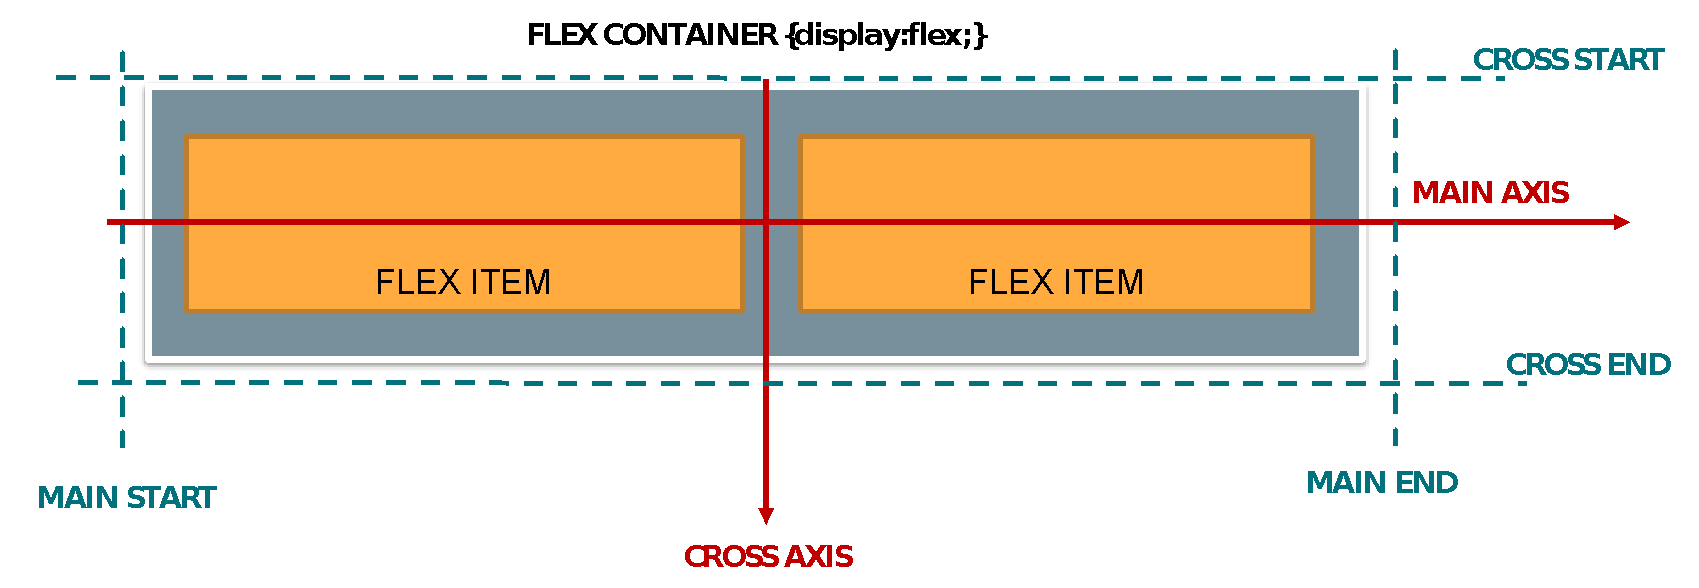 FLEX CONTAINER {display:flex;}
CROSS START
MAIN AXIS
FLEX ITEM
FLEX ITEM
CROSS END
MAIN START
MAIN END
CROSS AXIS